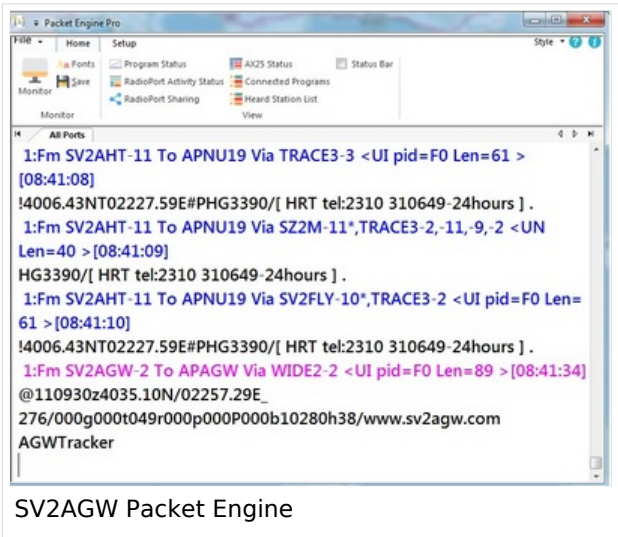 Packet Engine Pro
File Home Setup Style
Monitor Fonts Save Program Status AX25 Status Status Bar
RadioPort Activity Status Connected Programs
RadioPort Sharing Heard Station List
Monitor View
All Ports
1:Fm SV2AHT-11 To APNU19 Via TRACE3-3 <UI pid=F0 Len=61 >
[08:41:08]
!4006.43NT02227.59E#PHG3390/[ HRT tel:2310 310649-24hours ] .
1:Fm SV2AHT-11 To APNU19 Via SZ2M-11*,TRACE3-2,-11,-9,-2 <UN
Len=40 >[08:41:09]
HG3390/[ HRT tel:2310 310649-24hours ] .
1:Fm SV2AHT-11 To APNU19 Via SV2FLY-10*,TRACE3-2 <UI pid=F0 Len=
61 >[08:41:10]
!4006.43NT02227.59E#PHG3390/[ HRT tel:2310 310649-24hours ] .
1:Fm SV2AGW-2 To APAGW Via WIDE2-2 <UI pid=F0 Len=89 >[08:41:34]
@110930z4035.10N/02257.29E_
276/000g000t049r000p000P000b10280h38/www.sv2agw.com
AGWTracker
SV2AGW Packet Engine